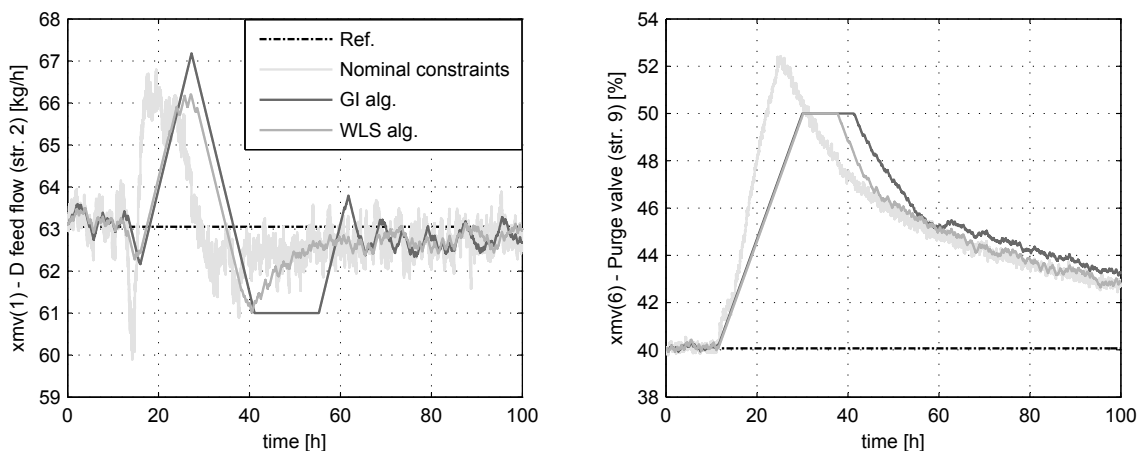 68
67
66
65
64
63
62
61
60
59
0 20 40 60 80 100
time [h]
xmv(1) - D feed flow (str. 2) [kg/h]
Ref.
Nominal constraints
GI alg.
WLS alg.
54
52
50
48
46
44
42
40
38
0 20 40 60 80 100
time [h]
xmv(6) - Purge valve (str. 9) [%]